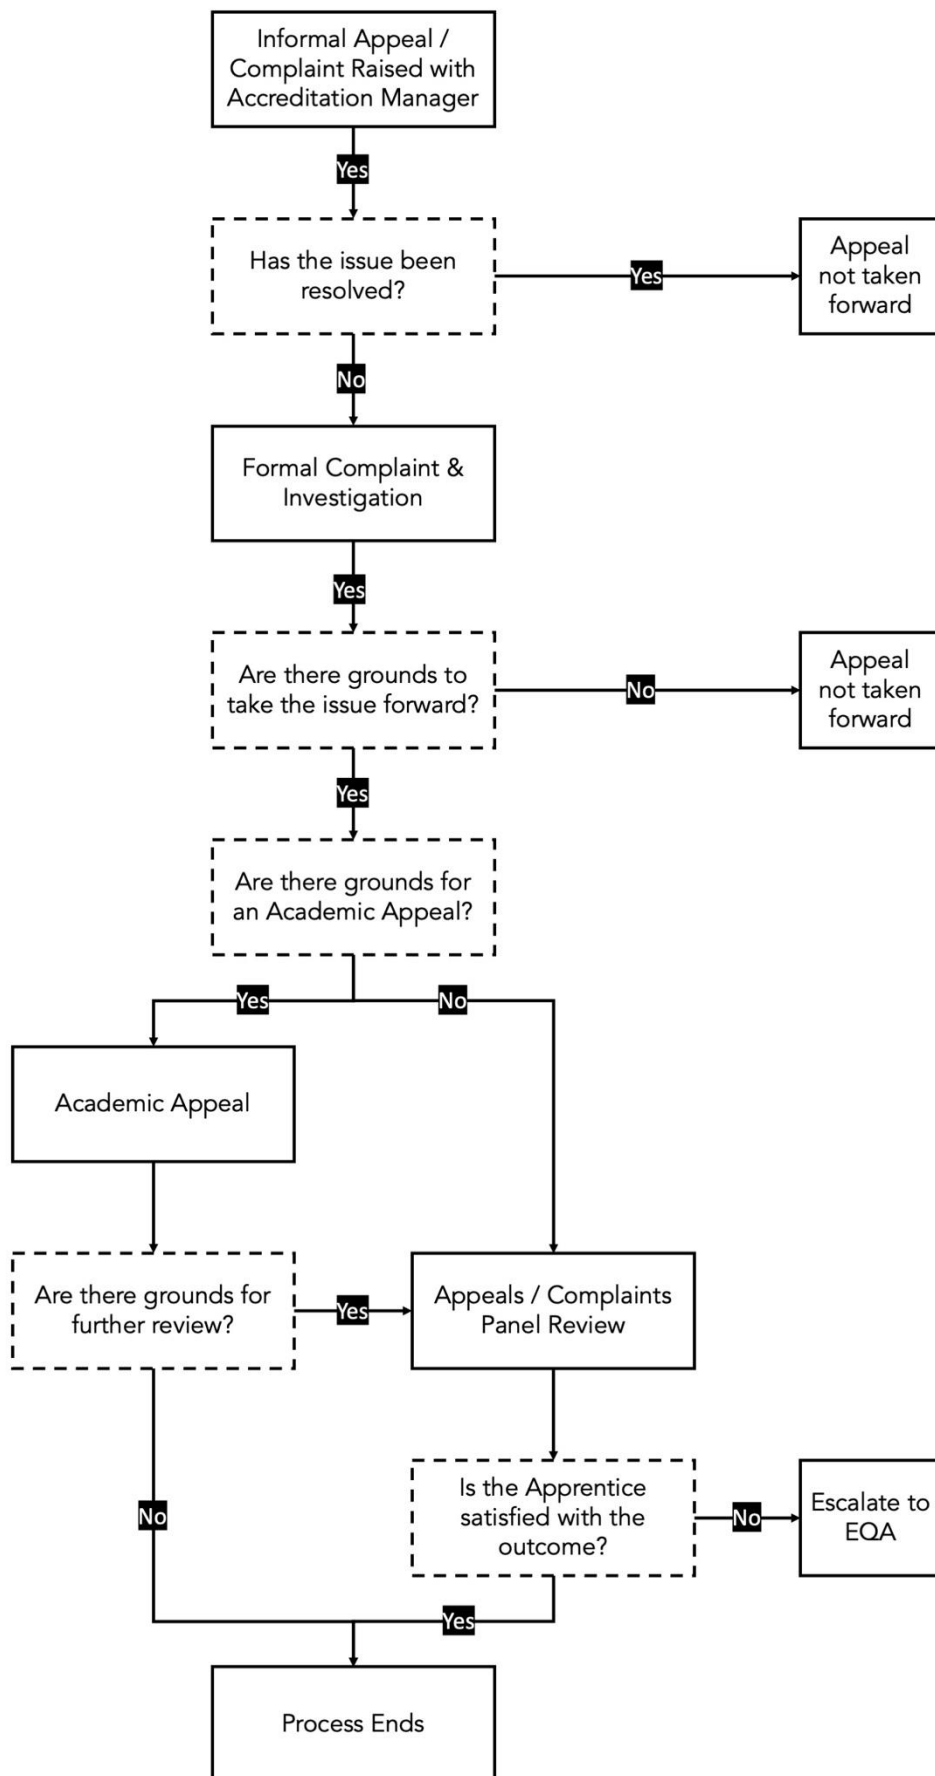 Informal Appeal /
Complaint Raised with
Accreditation Manager
Yes
Has the issue been
resolved?
Yes
Appeal
not taken
forward
No
Formal Complaint &
Investigation
Yes
Are there grounds to
take the issue forward?
No
Appeal
not taken
forward
Yes
Are there grounds for
an Academic Appeal?
Yes
No
Academic Appeal
Are there grounds for
further review?
Yes
Appeals / Complaints
Panel Review
No
Is the Apprentice
satisfied with the
outcome?
No
Escalate to
EQA
Yes
Process Ends